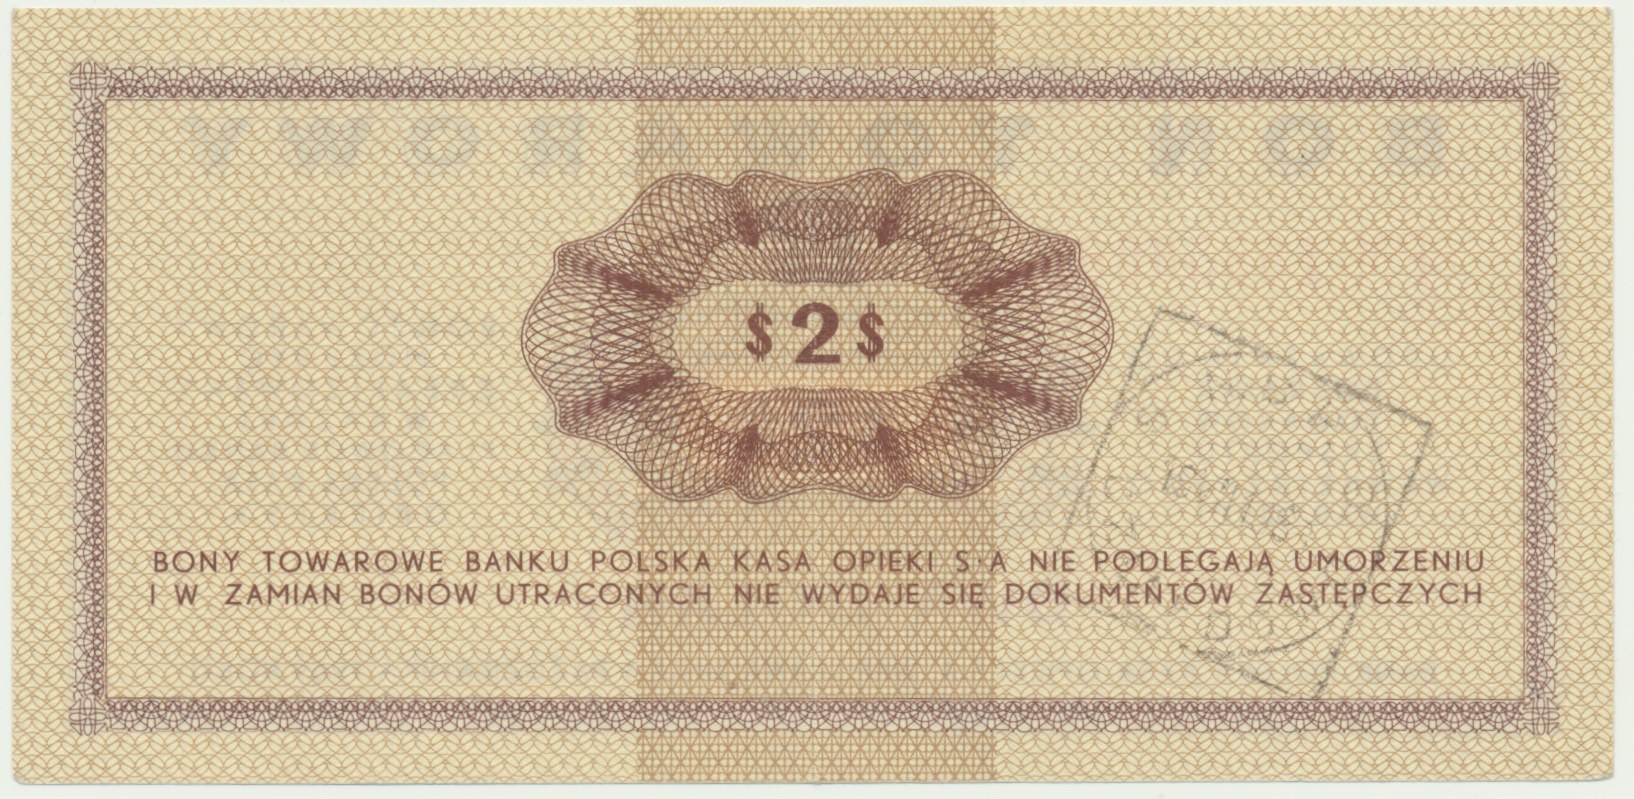 $2$
BONY TOWAROWE BANKU POLSKA KASA OPIEKI S·A NIE PODLEGAJĄ UMORZENIU
I W ZAMIAN BONÓW UTRACONYCH NIE WYDAJE SIĘ DOKUMENTÓW ZASTĘPCZYCH